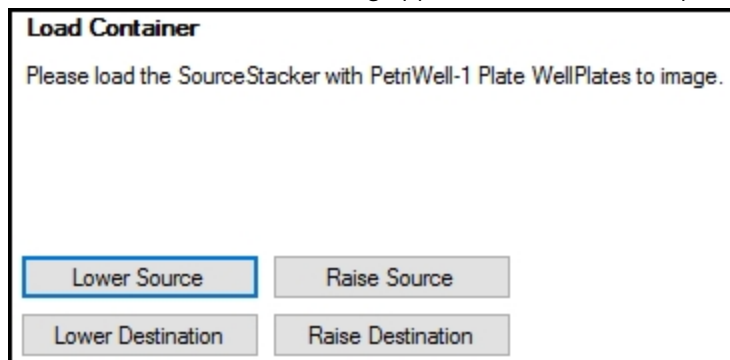 Load Container
Please load the SourceStacker with PetriWell-1 Plate WellPlates to image.
Lower Source
Raise Source
Lower Destination
Raise Destination